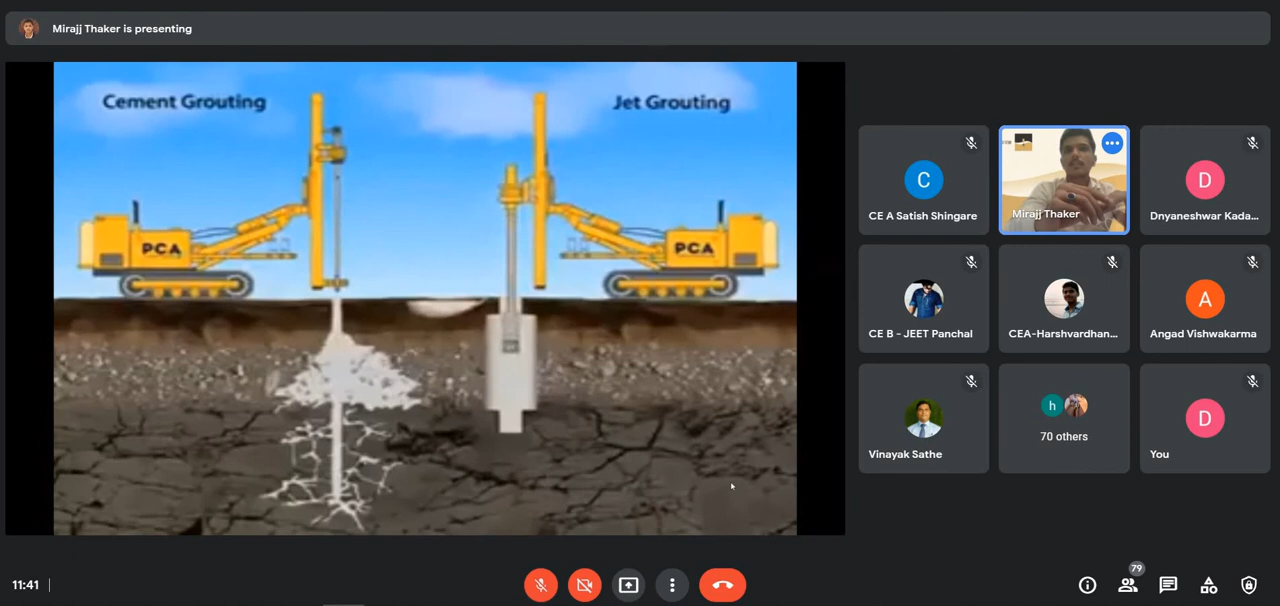 Mirajj Thaker is presenting
Cement Grouting
Jet Grouting
PCA
PCA
C
CE A Satish Shingare
Mirajj Thaker
D
Dnyaneshwar Kada...
CE B - JEET Panchal
CEA-Harshvardhan...
A
Angad Vishwakarma
Vinayak Sathe
h
70 others
D
You
11:41
79